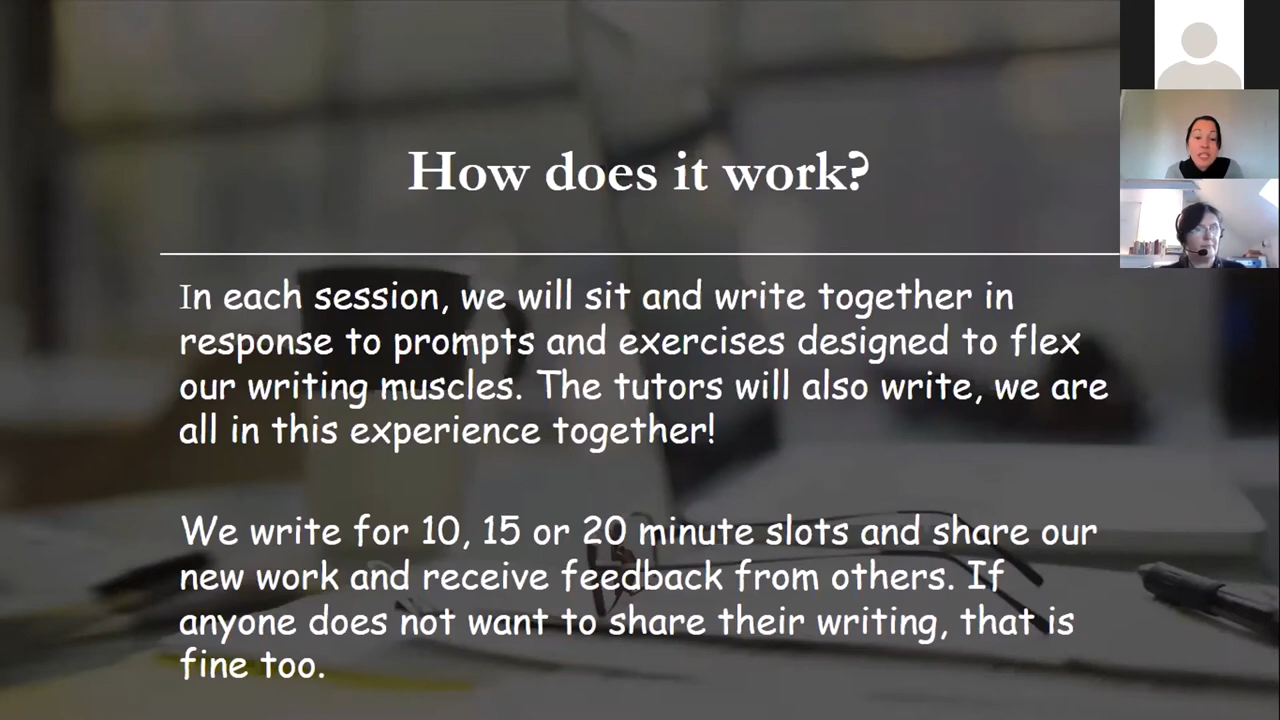 How does it work?
In each session, we will sit and write together in
response to prompts and exercises designed to flex
our writing muscles. The tutors will also write, we are
all in this experience together!
We write for 10, 15 or 20 minute slots and share our
new work and receive feedback from others. If
anyone does not want to share their writing, that is
fine too.